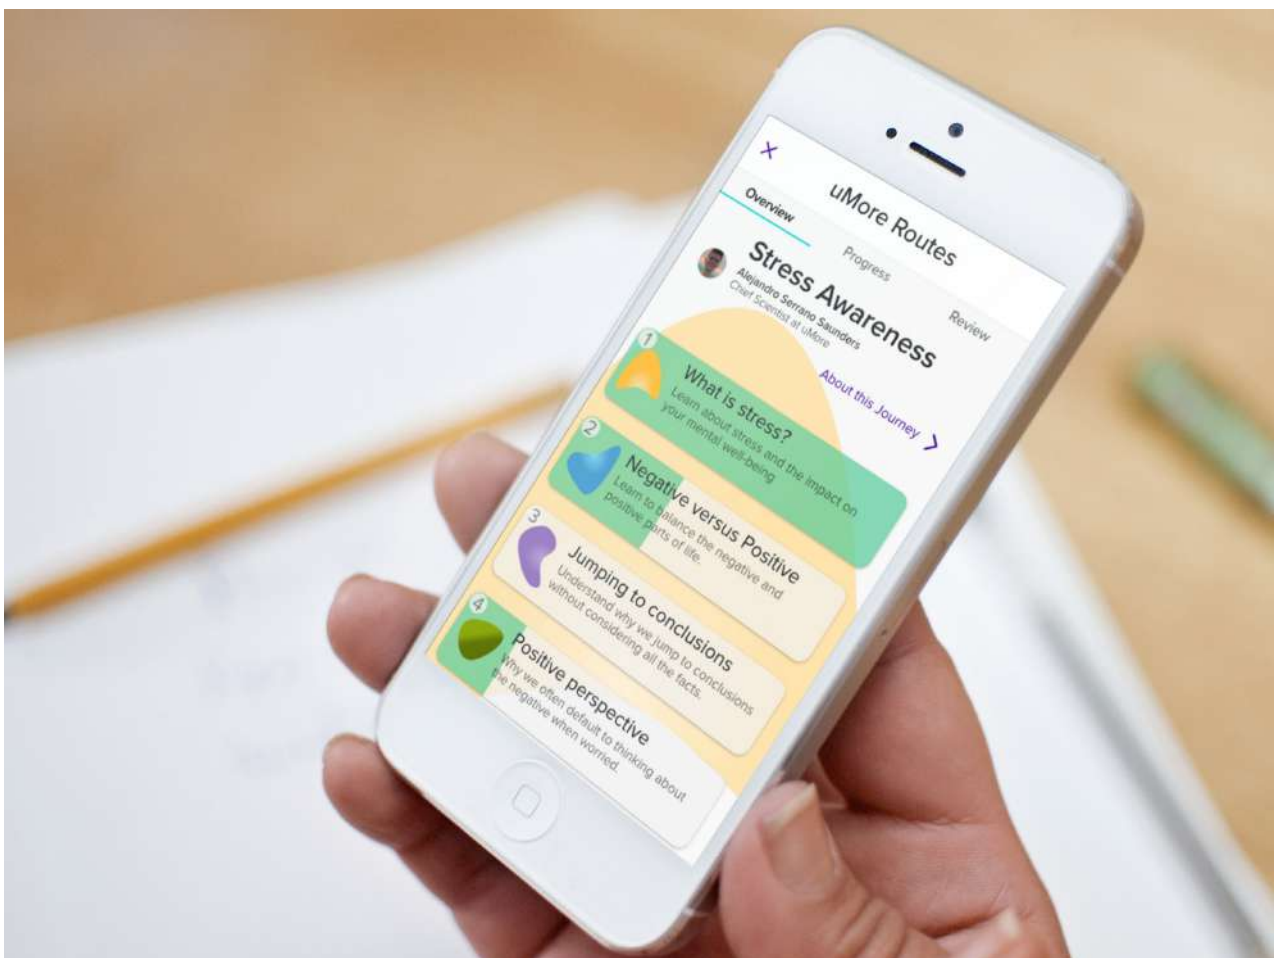 uMore Routes
Overview
Progress
Review
Stress Awareness
Alejandro Serrano Saunders
Chief Scientist at uMore
About this Journey
1
What is stress?
Learn about stress and the impact on
your mental well-being
2
Negative versus Positive
Learn to balance the negative and
positive parts of life.
3
Jumping to conclusions
Understand why we jump to conclusions
without considering all the facts.
4
Positive perspective
Why we often default to thinking about
the negative when worried.